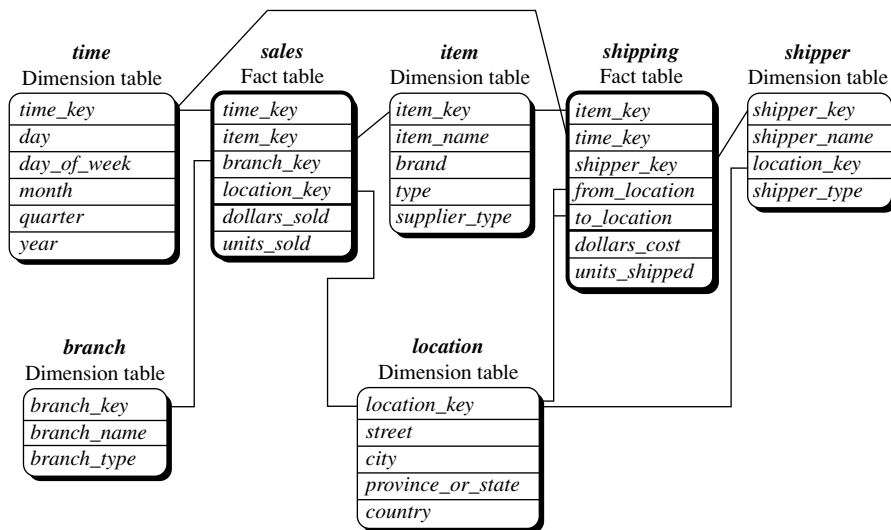 time
Dimension table
time_key
day
day_of_week
month
quarter
year
sales
Fact table
time_key
item_key
branch_key
location_key
dollars_sold
units_sold
item
Dimension table
item_key
item_name
brand
type
supplier_type
shipping
Fact table
item_key
time_key
shipper_key
from_location
to_location
dollars_cost
units_shipped
shipper
Dimension table
shipper_key
shipper_name
location_key
shipper_type
branch
Dimension table
branch_key
branch_name
branch_type
location
Dimension table
location_key
street
city
province_or_state
country